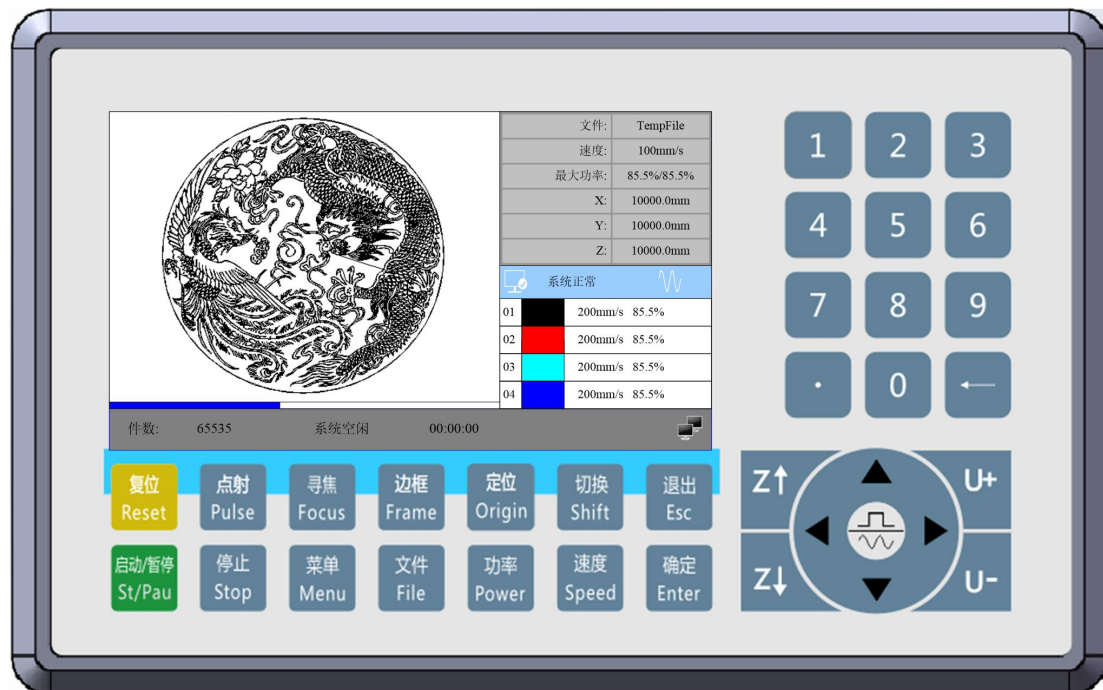 文件: TempFile
速度: 100mm/s
最大功率: 85.5%/85.5%
X: 10000.0mm
Y: 10000.0mm
Z: 10000.0mm
系统正常
01 200mm/s 85.5%
02 200mm/s 85.5%
03 200mm/s 85.5%
04 200mm/s 85.5%
件数: 65535 系统空闲 00:00:00
1 2 3
4 5 6
7 8 9
· 0 ←
复位 点射 寻焦 边框 定位 切换 退出
Reset Pulse Focus Frame Origin Shift Esc
启动/暂停 停止 菜单 文件 功率 速度 确定
St/Pau Stop Menu File Power Speed Enter
Z↑ U+
Z↓ U-